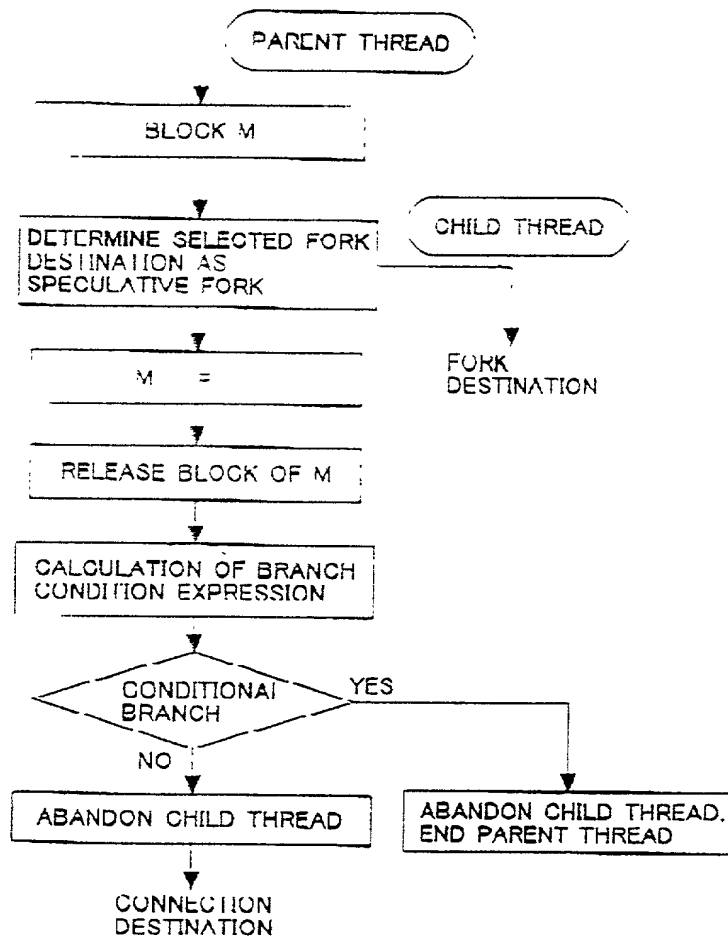 PARENT THREAD
BLOCK M
DETERMINE SELECTED FORK
DESTINATION AS
SPECULATIVE FORK
CHILD THREAD
FORK
DESTINATION
M =
RELEASE BLOCK OF M
CALCULATION OF BRANCH
CONDITION EXPRESSION
CONDITIONAL
BRANCH
YES
NO
ABANDON CHILD THREAD
ABANDON CHILD THREAD.
END PARENT THREAD
CONNECTION
DESTINATION